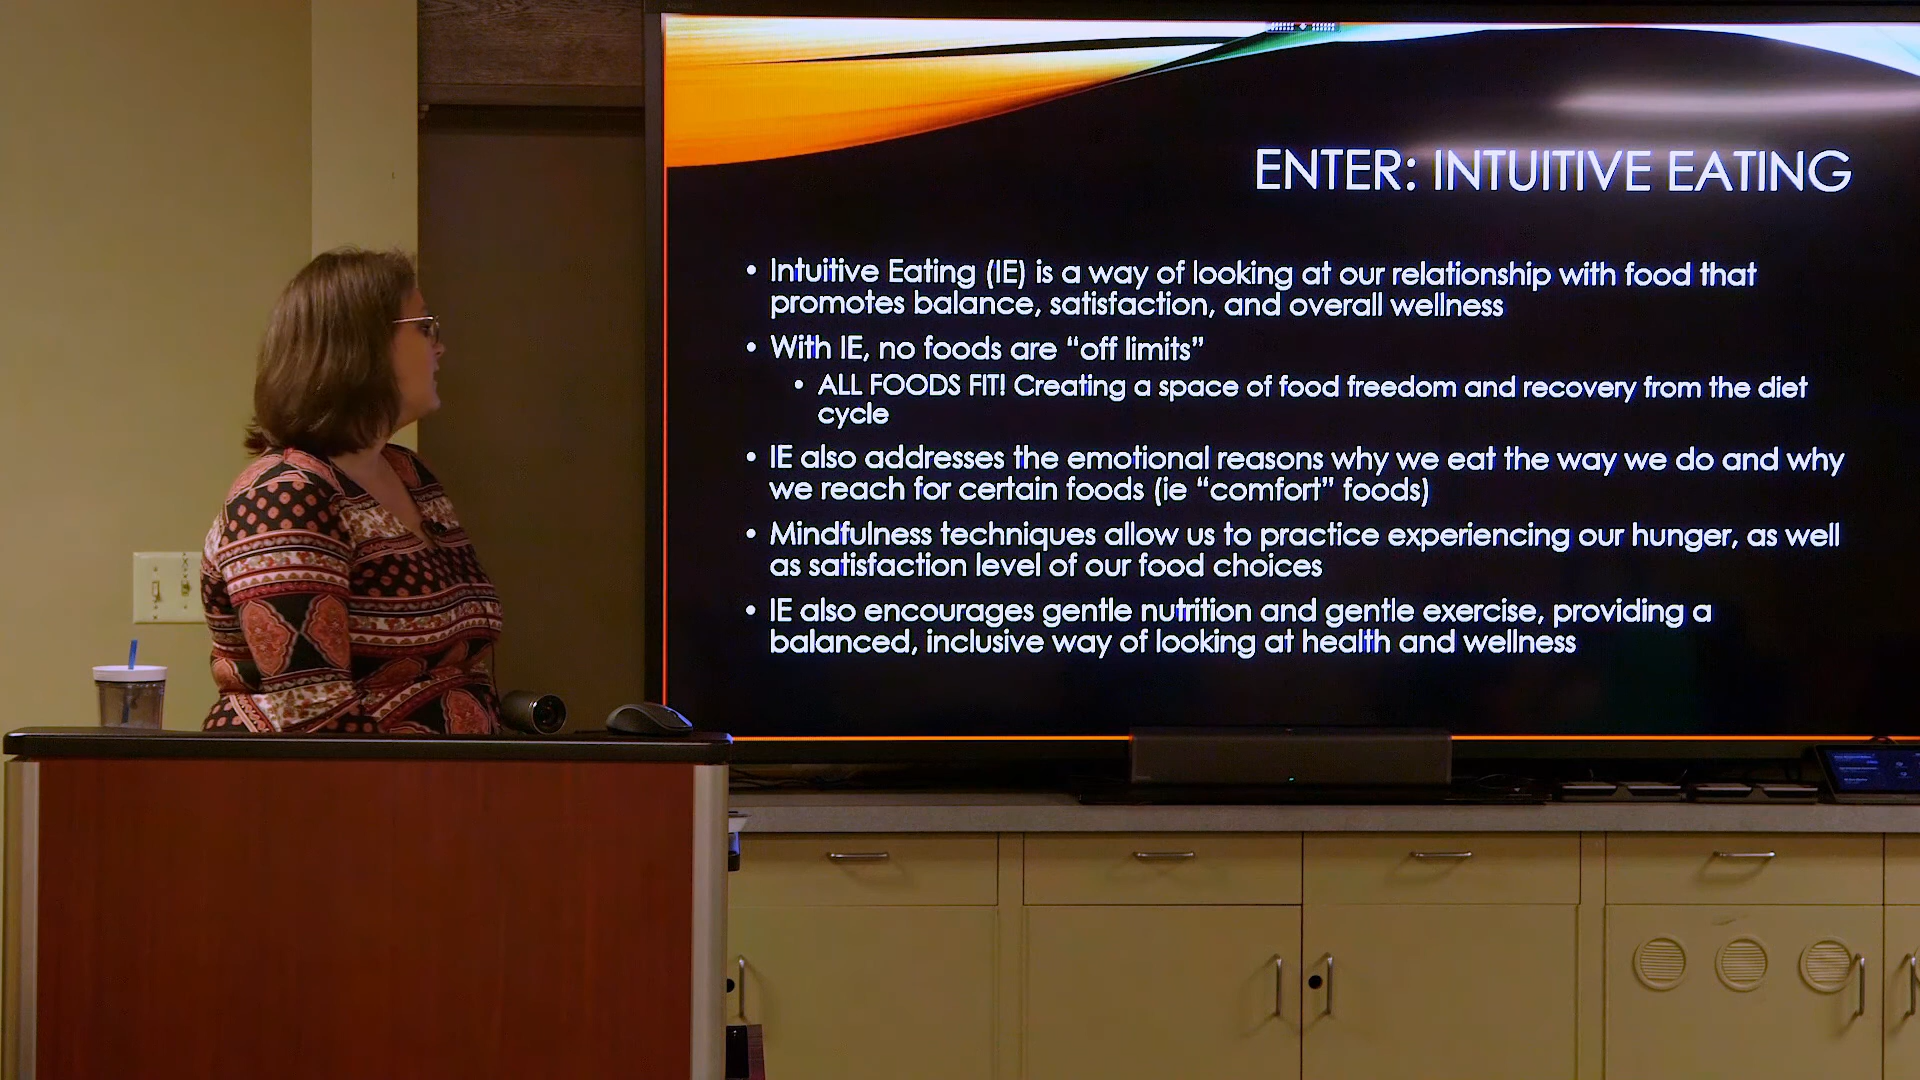 ENTER: INTUITIVE EATING
• Intuitive Eating (IE) is a way of looking at our relationship with food that
promotes balance, satisfaction, and overall wellness
• With IE, no foods are “off limits”
• ALL FOODS FIT! Creating a space of food freedom and recovery from the diet
cycle
• IE also addresses the emotional reasons why we eat the way we do and why
we reach for certain foods (ie “comfort” foods)
• Mindfulness techniques allow us to practice experiencing our hunger, as well
as satisfaction level of our food choices
• IE also encourages gentle nutrition and gentle exercise, providing a
balanced, inclusive way of looking at health and wellness